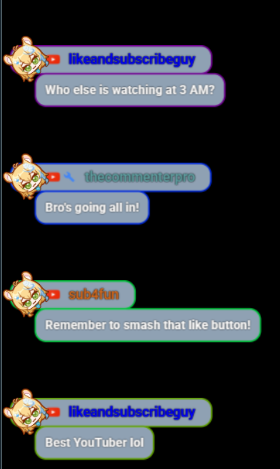 likeandsubscribeguy
Who else is watching at 3 AM?
thecommenterpro
Bro's going all in!
sub4fun
Remember to smash that like button!
likeandsubscribeguy
Best YouTuber lol